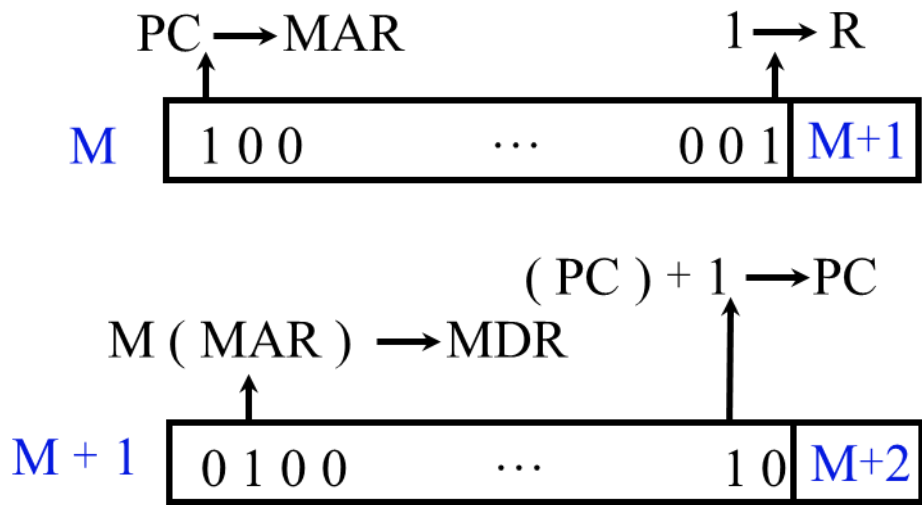 PC → MAR 1 → R
M 1 0 0 ··· 0 0 1 M+1
( PC ) + 1 → PC
M ( MAR ) → MDR
M + 1 0 1 0 0 ··· 1 0 M+2